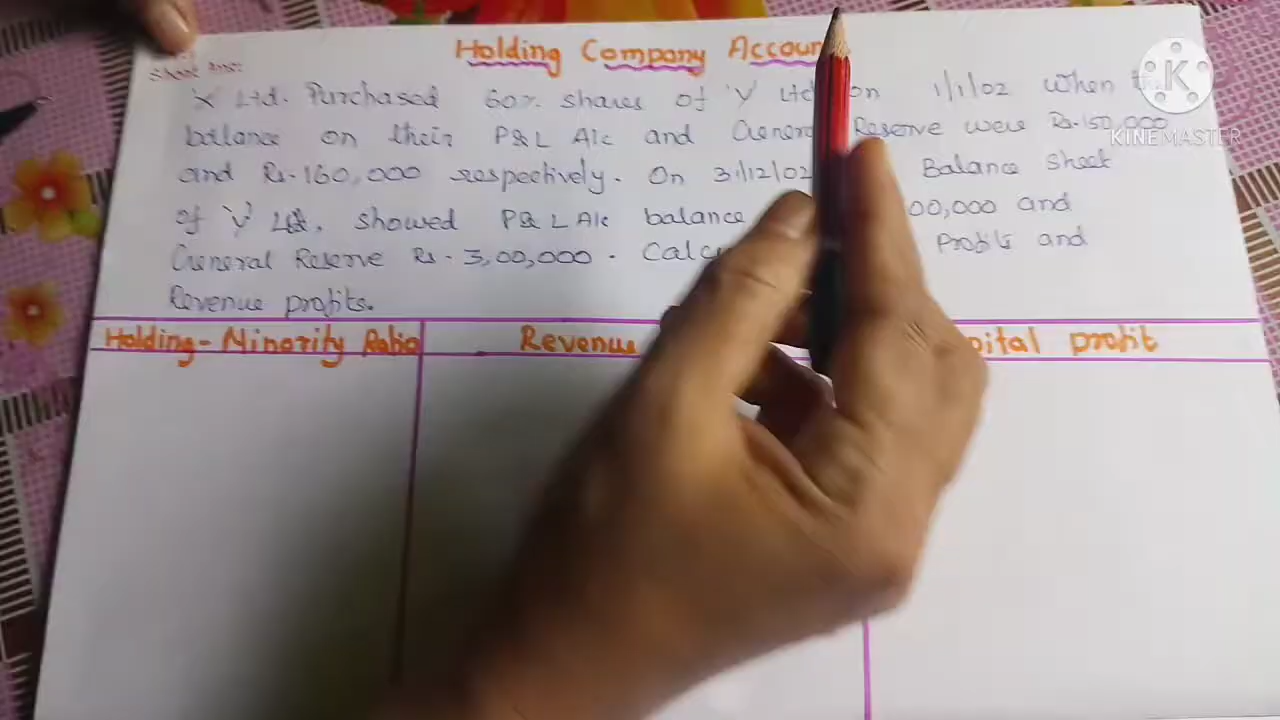 Holding Company Accoun
Short Ans:
'X' Ltd. Purchased 60% shares of 'Y' Ltd on 1/1/02 when th
balance on their P&L A/c and General Reserve were Rs. 150,000
and Rs. 160,000 respectively. On 31/12/02 Balance sheet
of 'Y' Ltd. showed P&L A/c balance 00,000 and
General Reserve Rs. 3,00,000. Calc Profits and
Revenue profits.
Holding - Minority Ratio Revenue pital profit
K
KINEMASTER